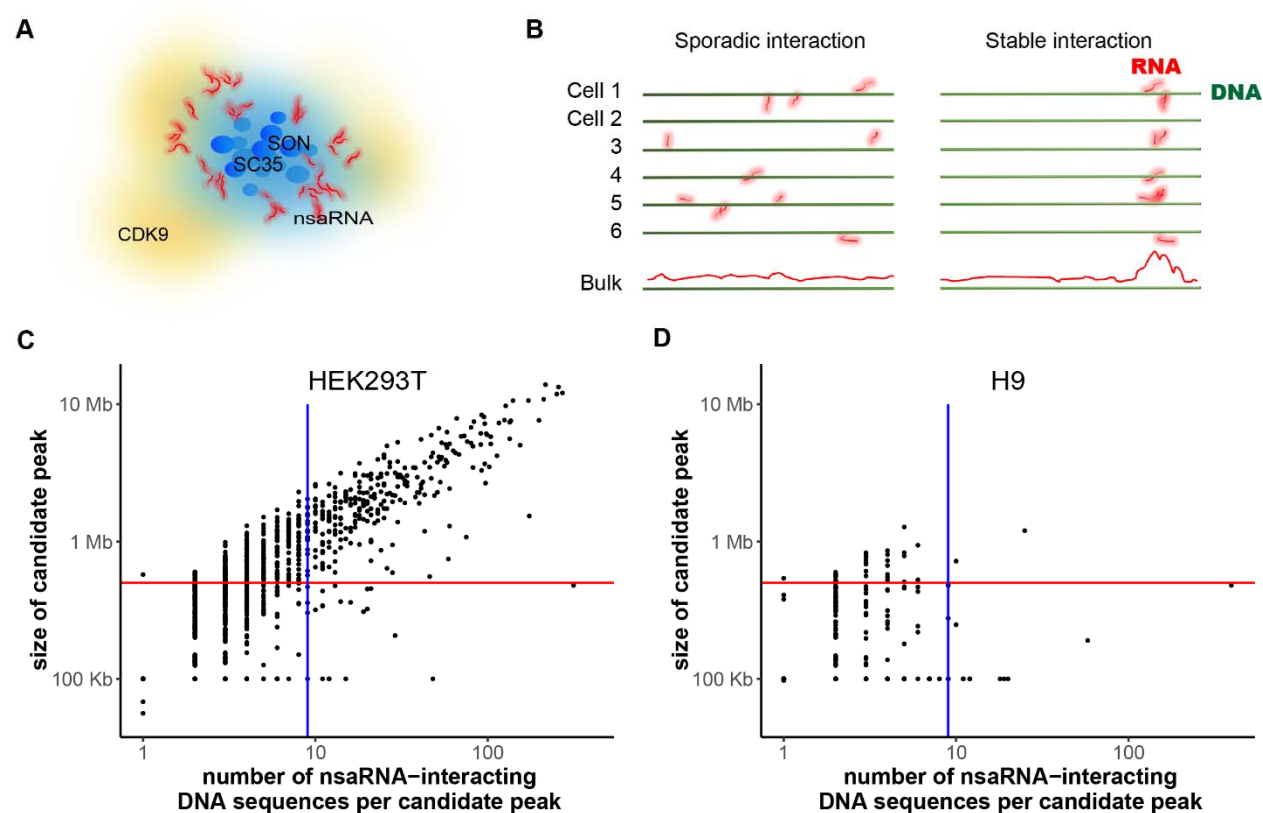 A
SON
SC35
nsaRNA
CDK9
B
Sporadic interaction
Stable interaction
RNA
DNA
Cell 1
Cell 2
3
4
5
6
Bulk
C
HEK293T
10 Mb
1 Mb
100 Kb
size of candidate peak
1
10
100
number of nsaRNA−interacting
DNA sequences per candidate peak
D
H9
10 Mb
1 Mb
100 Kb
size of candidate peak
1
10
100
number of nsaRNA−interacting
DNA sequences per candidate peak